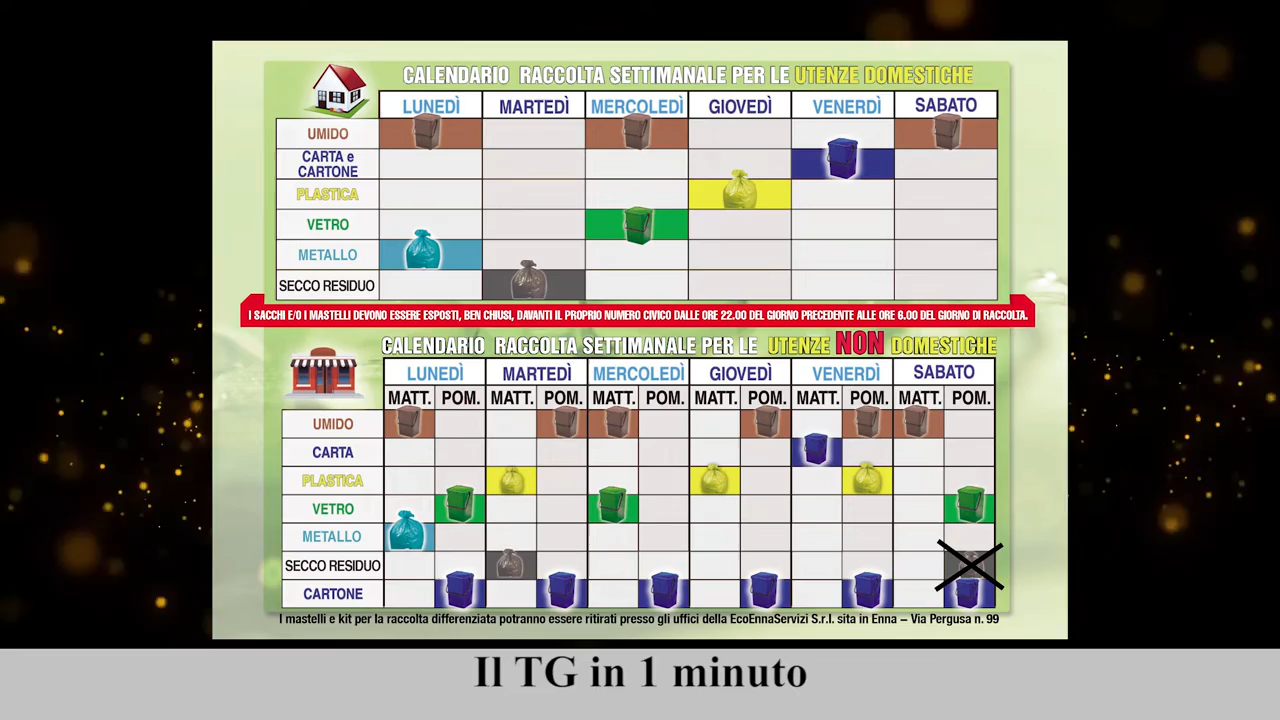 CALENDARIO RACCOLTA SETTIMANALE PER LE UTENZE DOMESTICHE
LUNEDÌ MARTEDÌ MERCOLEDÌ GIOVEDÌ VENERDÌ SABATO
UMIDO
CARTA e
CARTONE
PLASTICA
VETRO
METALLO
SECCO RESIDUO
I SACCHI E/O I MASTELLI DEVONO ESSERE ESPOSTI, BEN CHIUSI, DAVANTI IL PROPRIO NUMERO CIVICO DALLE ORE 22.00 DEL GIORNO PRECEDENTE ALLE ORE 6.00 DEL GIORNO DI RACCOLTA.
CALENDARIO RACCOLTA SETTIMANALE PER LE UTENZE NON DOMESTICHE
LUNEDÌ MARTEDÌ MERCOLEDÌ GIOVEDÌ VENERDÌ SABATO
MATT. POM. MATT. POM. MATT. POM. MATT. POM. MATT. POM. MATT. POM.
UMIDO
CARTA
PLASTICA
VETRO
METALLO
SECCO RESIDUO
CARTONE
I mastelli e kit per la raccolta differenziata potranno essere ritirati presso gli uffici della EcoEnnaServizi S.r.l. sita in Enna – Via Pergusa n. 99
Il TG in 1 minuto